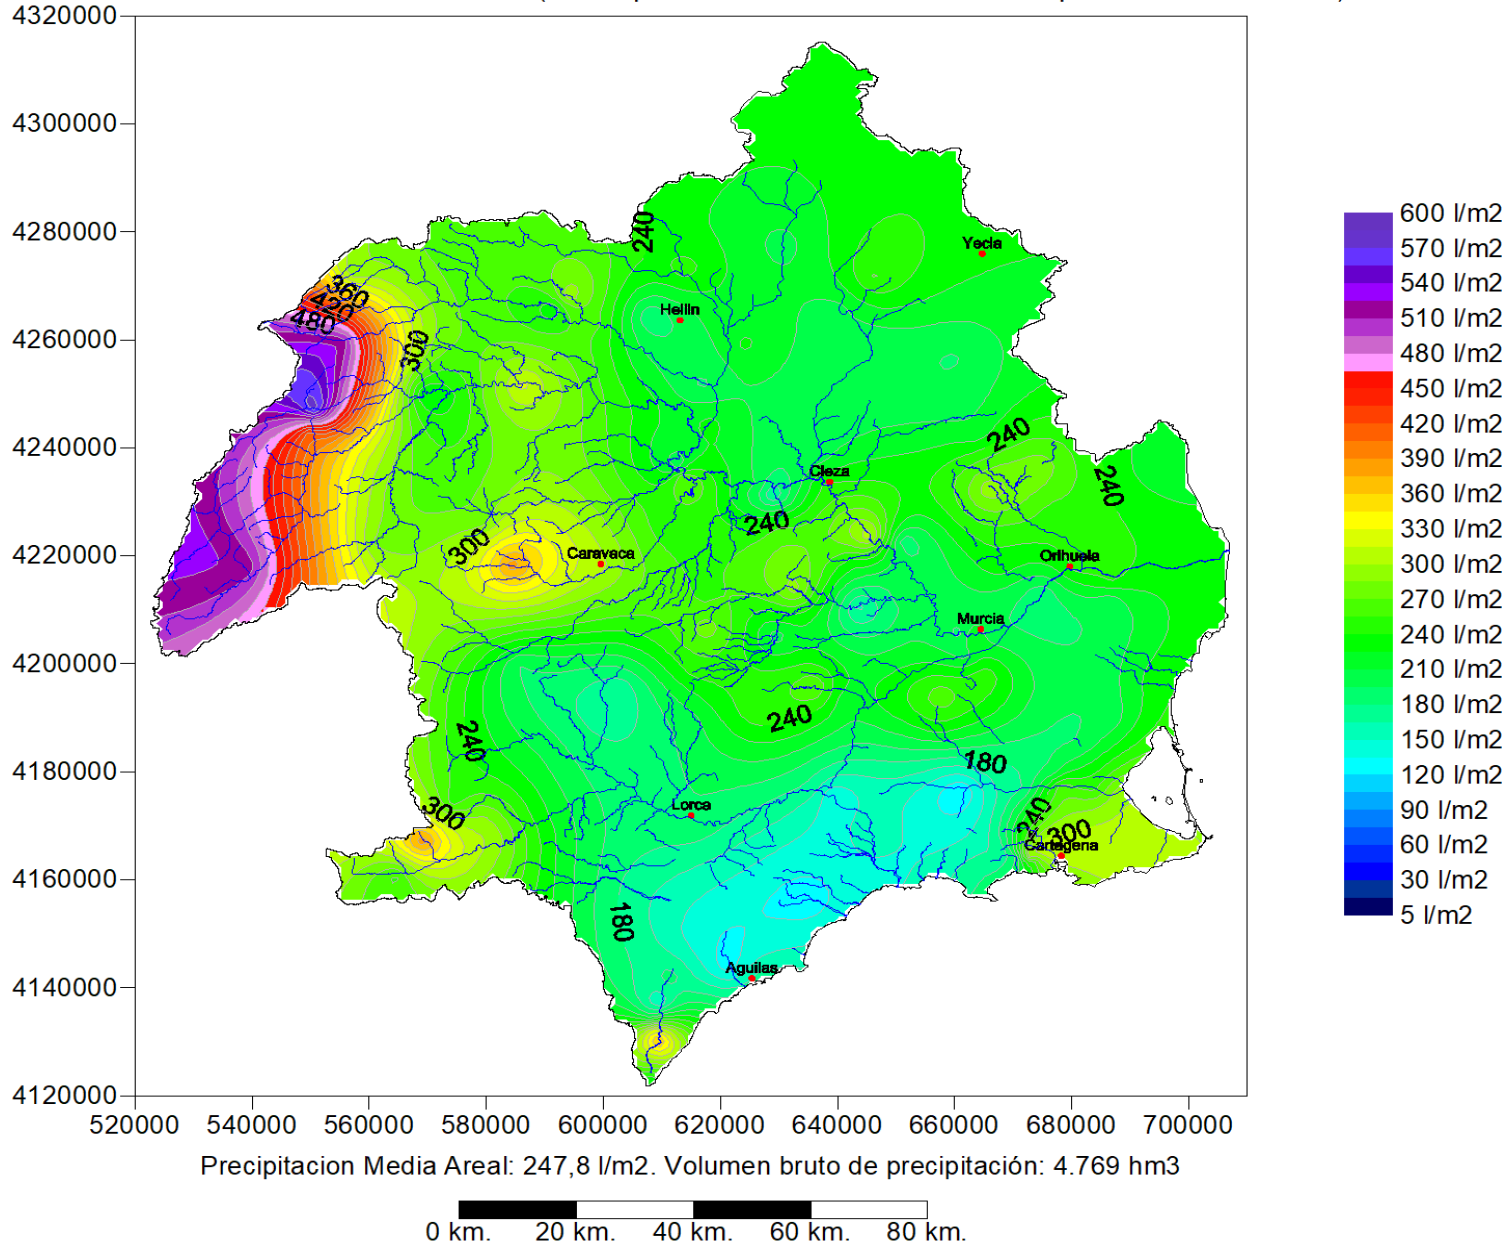 4320000
4300000
4280000
4260000
4240000
4220000
4200000
4180000
4160000
4140000
4120000
520000 540000 560000 580000 600000 620000 640000 660000 680000 700000
240
Yecla
360
420
480
Hellin
300
240
Cieza
240
240
300
Caravaca
Orihuela
Murcia
240
240
180
300
Lorca
240
300
Cartagena
180
Aguilas
600 l/m2
570 l/m2
540 l/m2
510 l/m2
480 l/m2
450 l/m2
420 l/m2
390 l/m2
360 l/m2
330 l/m2
300 l/m2
270 l/m2
240 l/m2
210 l/m2
180 l/m2
150 l/m2
120 l/m2
90 l/m2
60 l/m2
30 l/m2
5 l/m2
Precipitacion Media Areal: 247,8 l/m2. Volumen bruto de precipitación: 4.769 hm3
0 km. 20 km. 40 km. 60 km. 80 km.